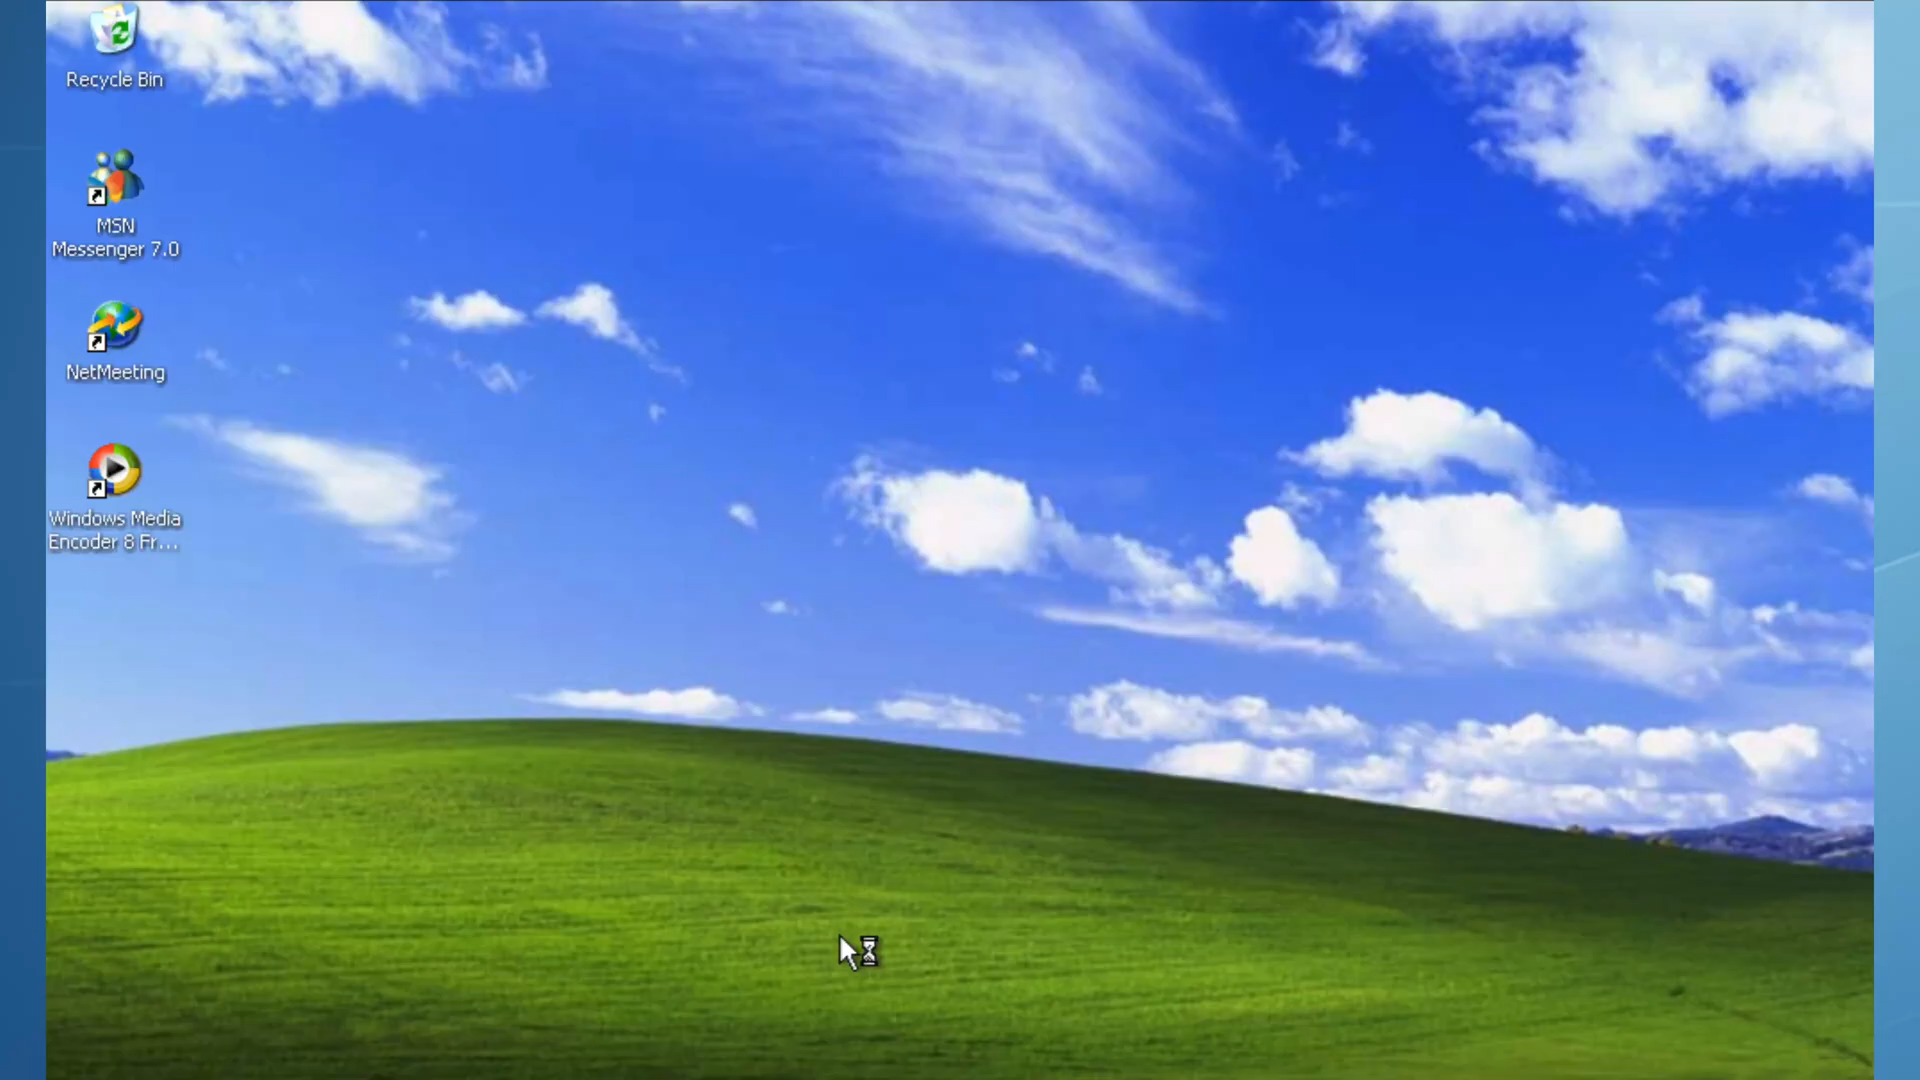 Recycle Bin
MSN
Messenger 7.0
NetMeeting
Windows Media
Encoder 8 Fr...